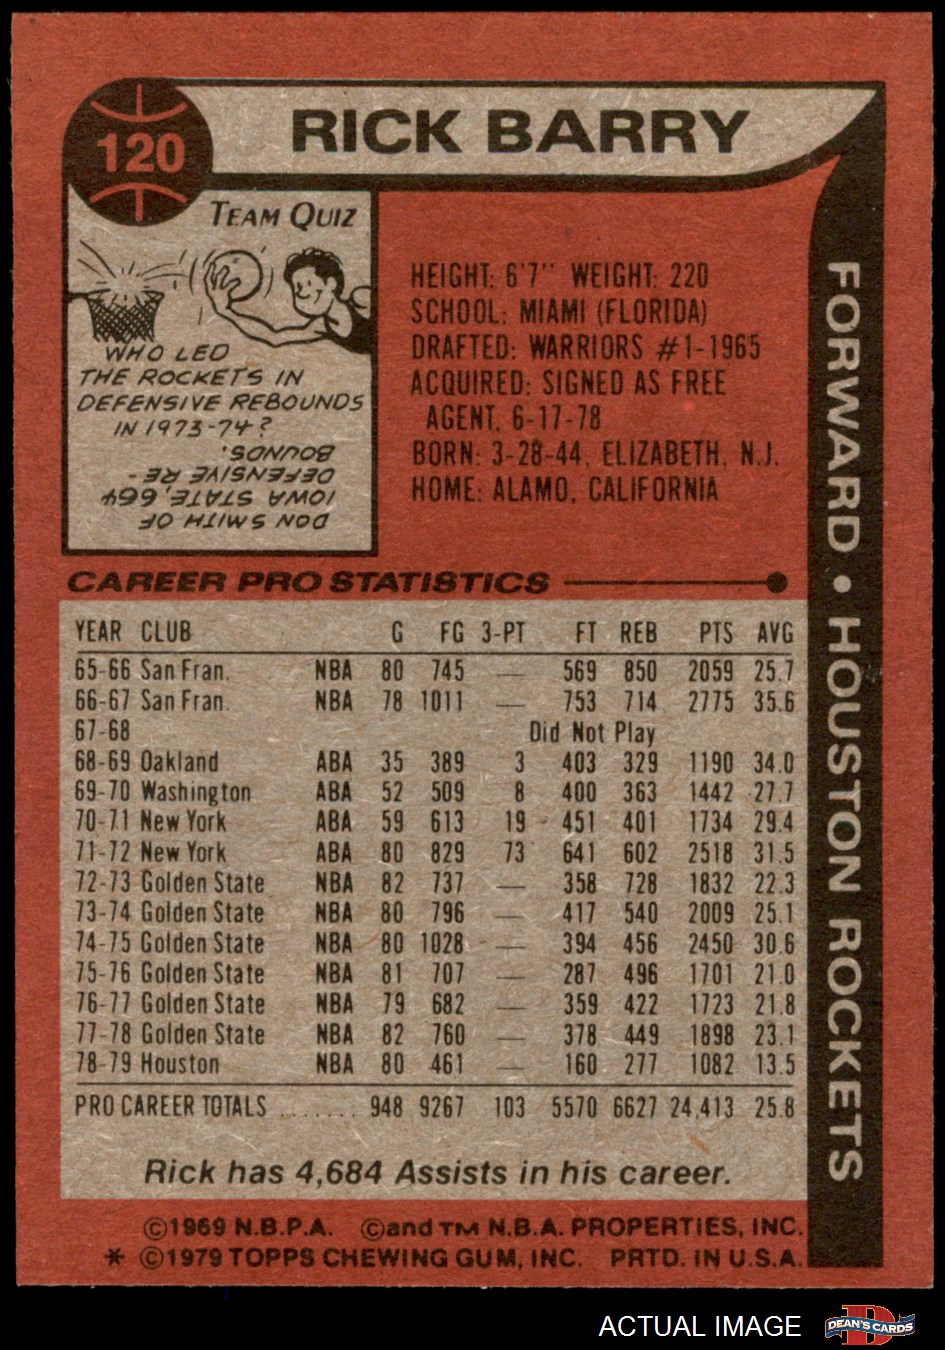 120
RICK BARRY
TEAM QUIZ
WHO LED
THE ROCKETS IN
DEFENSIVE REBOUNDS
IN 1973-74?
DON SMITH OF
IOWA STATE, 664
DEFENSIVE RE-
BOUNDS.
HEIGHT: 6'7" WEIGHT: 220
SCHOOL: MIAMI (FLORIDA)
DRAFTED: WARRIORS #1-1965
ACQUIRED: SIGNED AS FREE
AGENT, 6-17-78
BORN: 3-28-44, ELIZABETH, N.J.
HOME: ALAMO, CALIFORNIA
FORWARD • HOUSTON ROCKETS
CAREER PRO STATISTICS
YEAR CLUB G FG 3-PT FT REB PTS AVG
65-66 San Fran. NBA 80 745 — 569 850 2059 25.7
66-67 San Fran. NBA 78 1011 — 753 714 2775 35.6
67-68 Did Not Play
68-69 Oakland ABA 35 389 3 403 329 1190 34.0
69-70 Washington ABA 52 509 8 400 363 1442 27.7
70-71 New York ABA 59 613 19 451 401 1734 29.4
71-72 New York ABA 80 829 73 641 602 2518 31.5
72-73 Golden State NBA 82 737 — 358 728 1832 22.3
73-74 Golden State NBA 80 796 — 417 540 2009 25.1
74-75 Golden State NBA 80 1028 — 394 456 2450 30.6
75-76 Golden State NBA 81 707 — 287 496 1701 21.0
76-77 Golden State NBA 79 682 — 359 422 1723 21.8
77-78 Golden State NBA 82 760 — 378 449 1898 23.1
78-79 Houston NBA 80 461 — 160 277 1082 13.5
PRO CAREER TOTALS ....... 948 9267 103 5570 6627 24,413 25.8
Rick has 4,684 Assists in his career.
©1969 N.B.P.A. ©and TM N.B.A. PROPERTIES, INC.
* ©1979 TOPPS CHEWING GUM, INC. PRTD. IN U.S.A.
ACTUAL IMAGE D DEAN'S CARDS